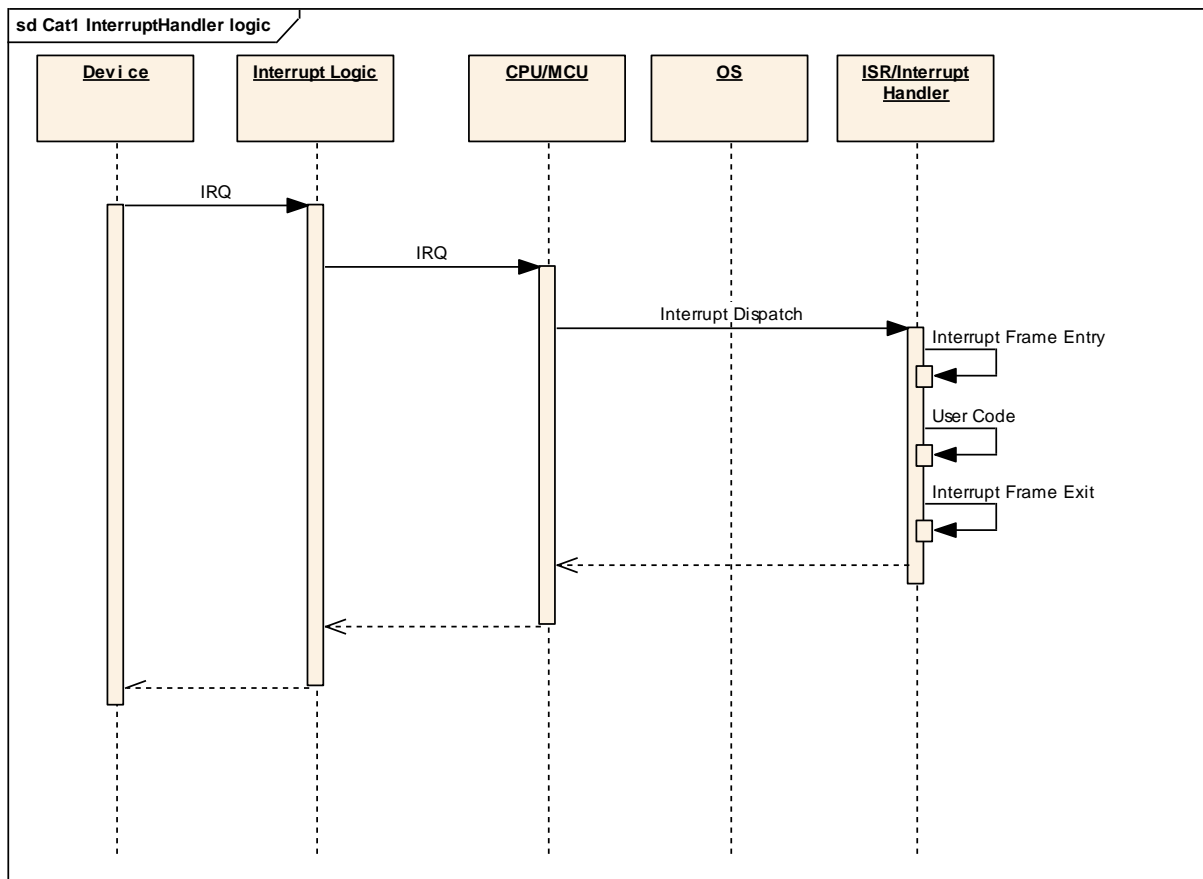 sd Cat1 InterruptHandler logic
Device
Interrupt Logic
CPU/MCU
OS
ISR/Interrupt
Handler
IRQ
IRQ
Interrupt Dispatch
Interrupt Frame Entry
User Code
Interrupt Frame Exit